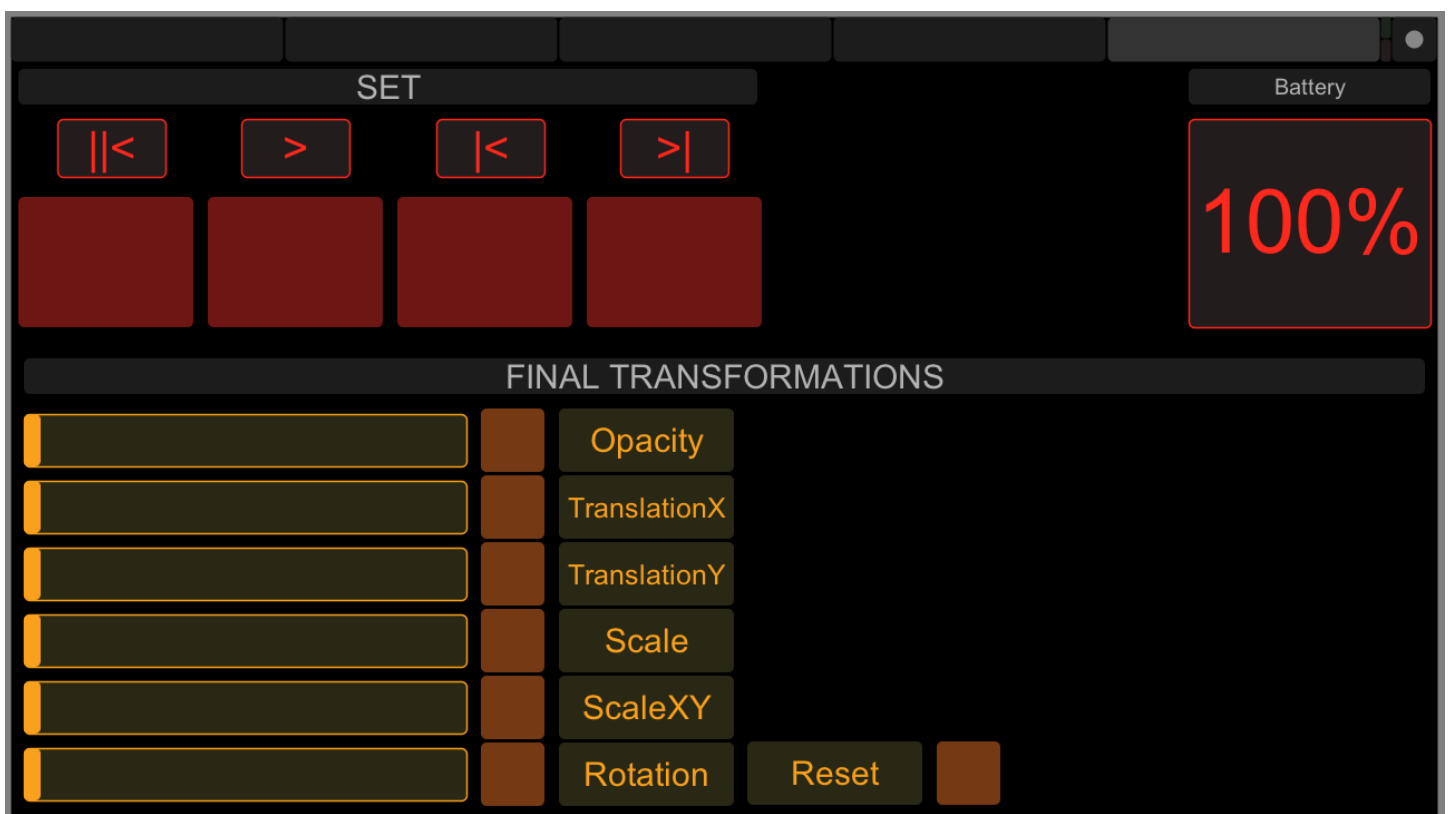 SET
Battery
||<
>
|<
>|
100%
FINAL TRANSFORMATIONS
Opacity
TranslationX
TranslationY
Scale
ScaleXY
Rotation
Reset